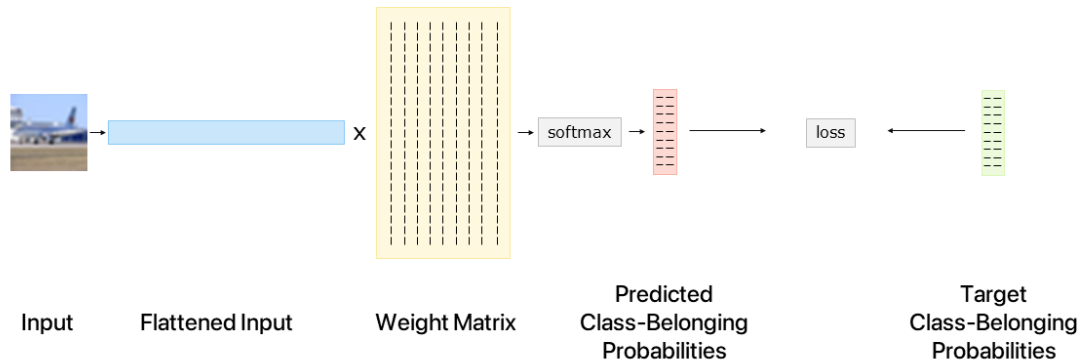 x
softmax
loss
Input
Flattened Input
Weight Matrix
Predicted
Class-Belonging
Probabilities
Target
Class-Belonging
Probabilities